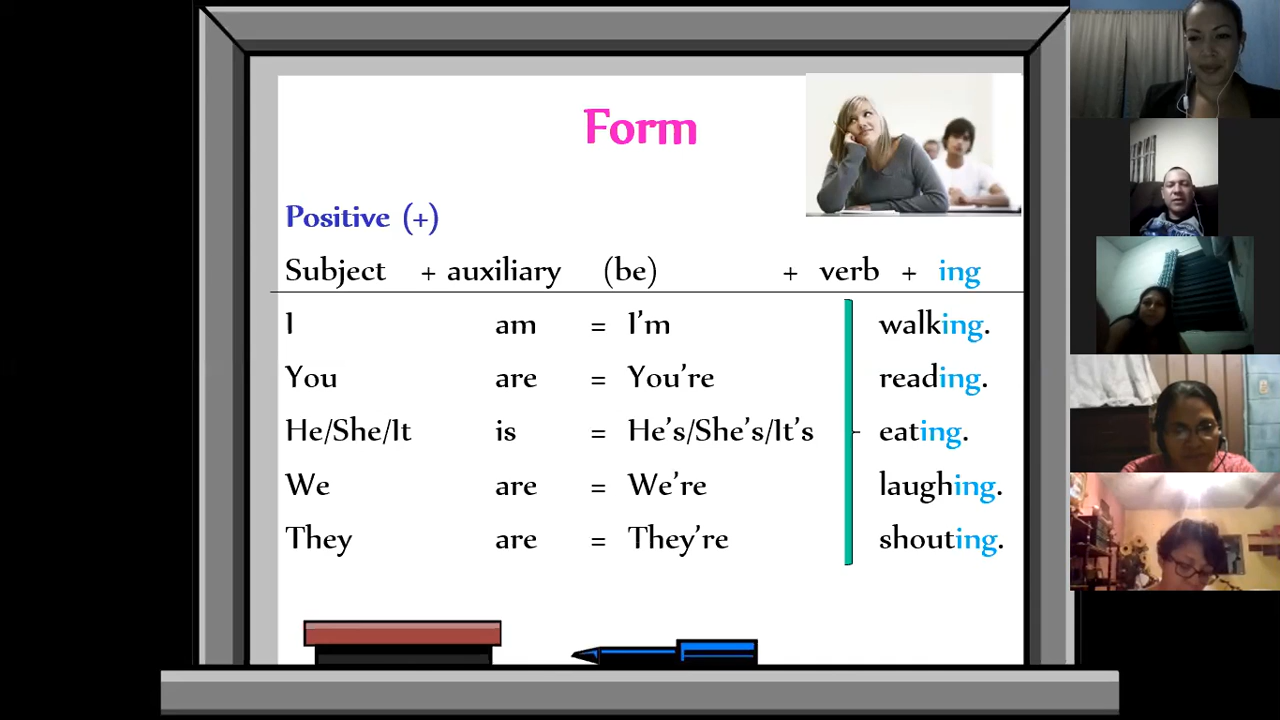 Form
Positive (+)
Subject + auxiliary (be) + verb + ing
I am = I'm walking.
You are = You're reading.
He/She/It is = He's/She's/It's eating.
We are = We're laughing.
They are = They're shouting.